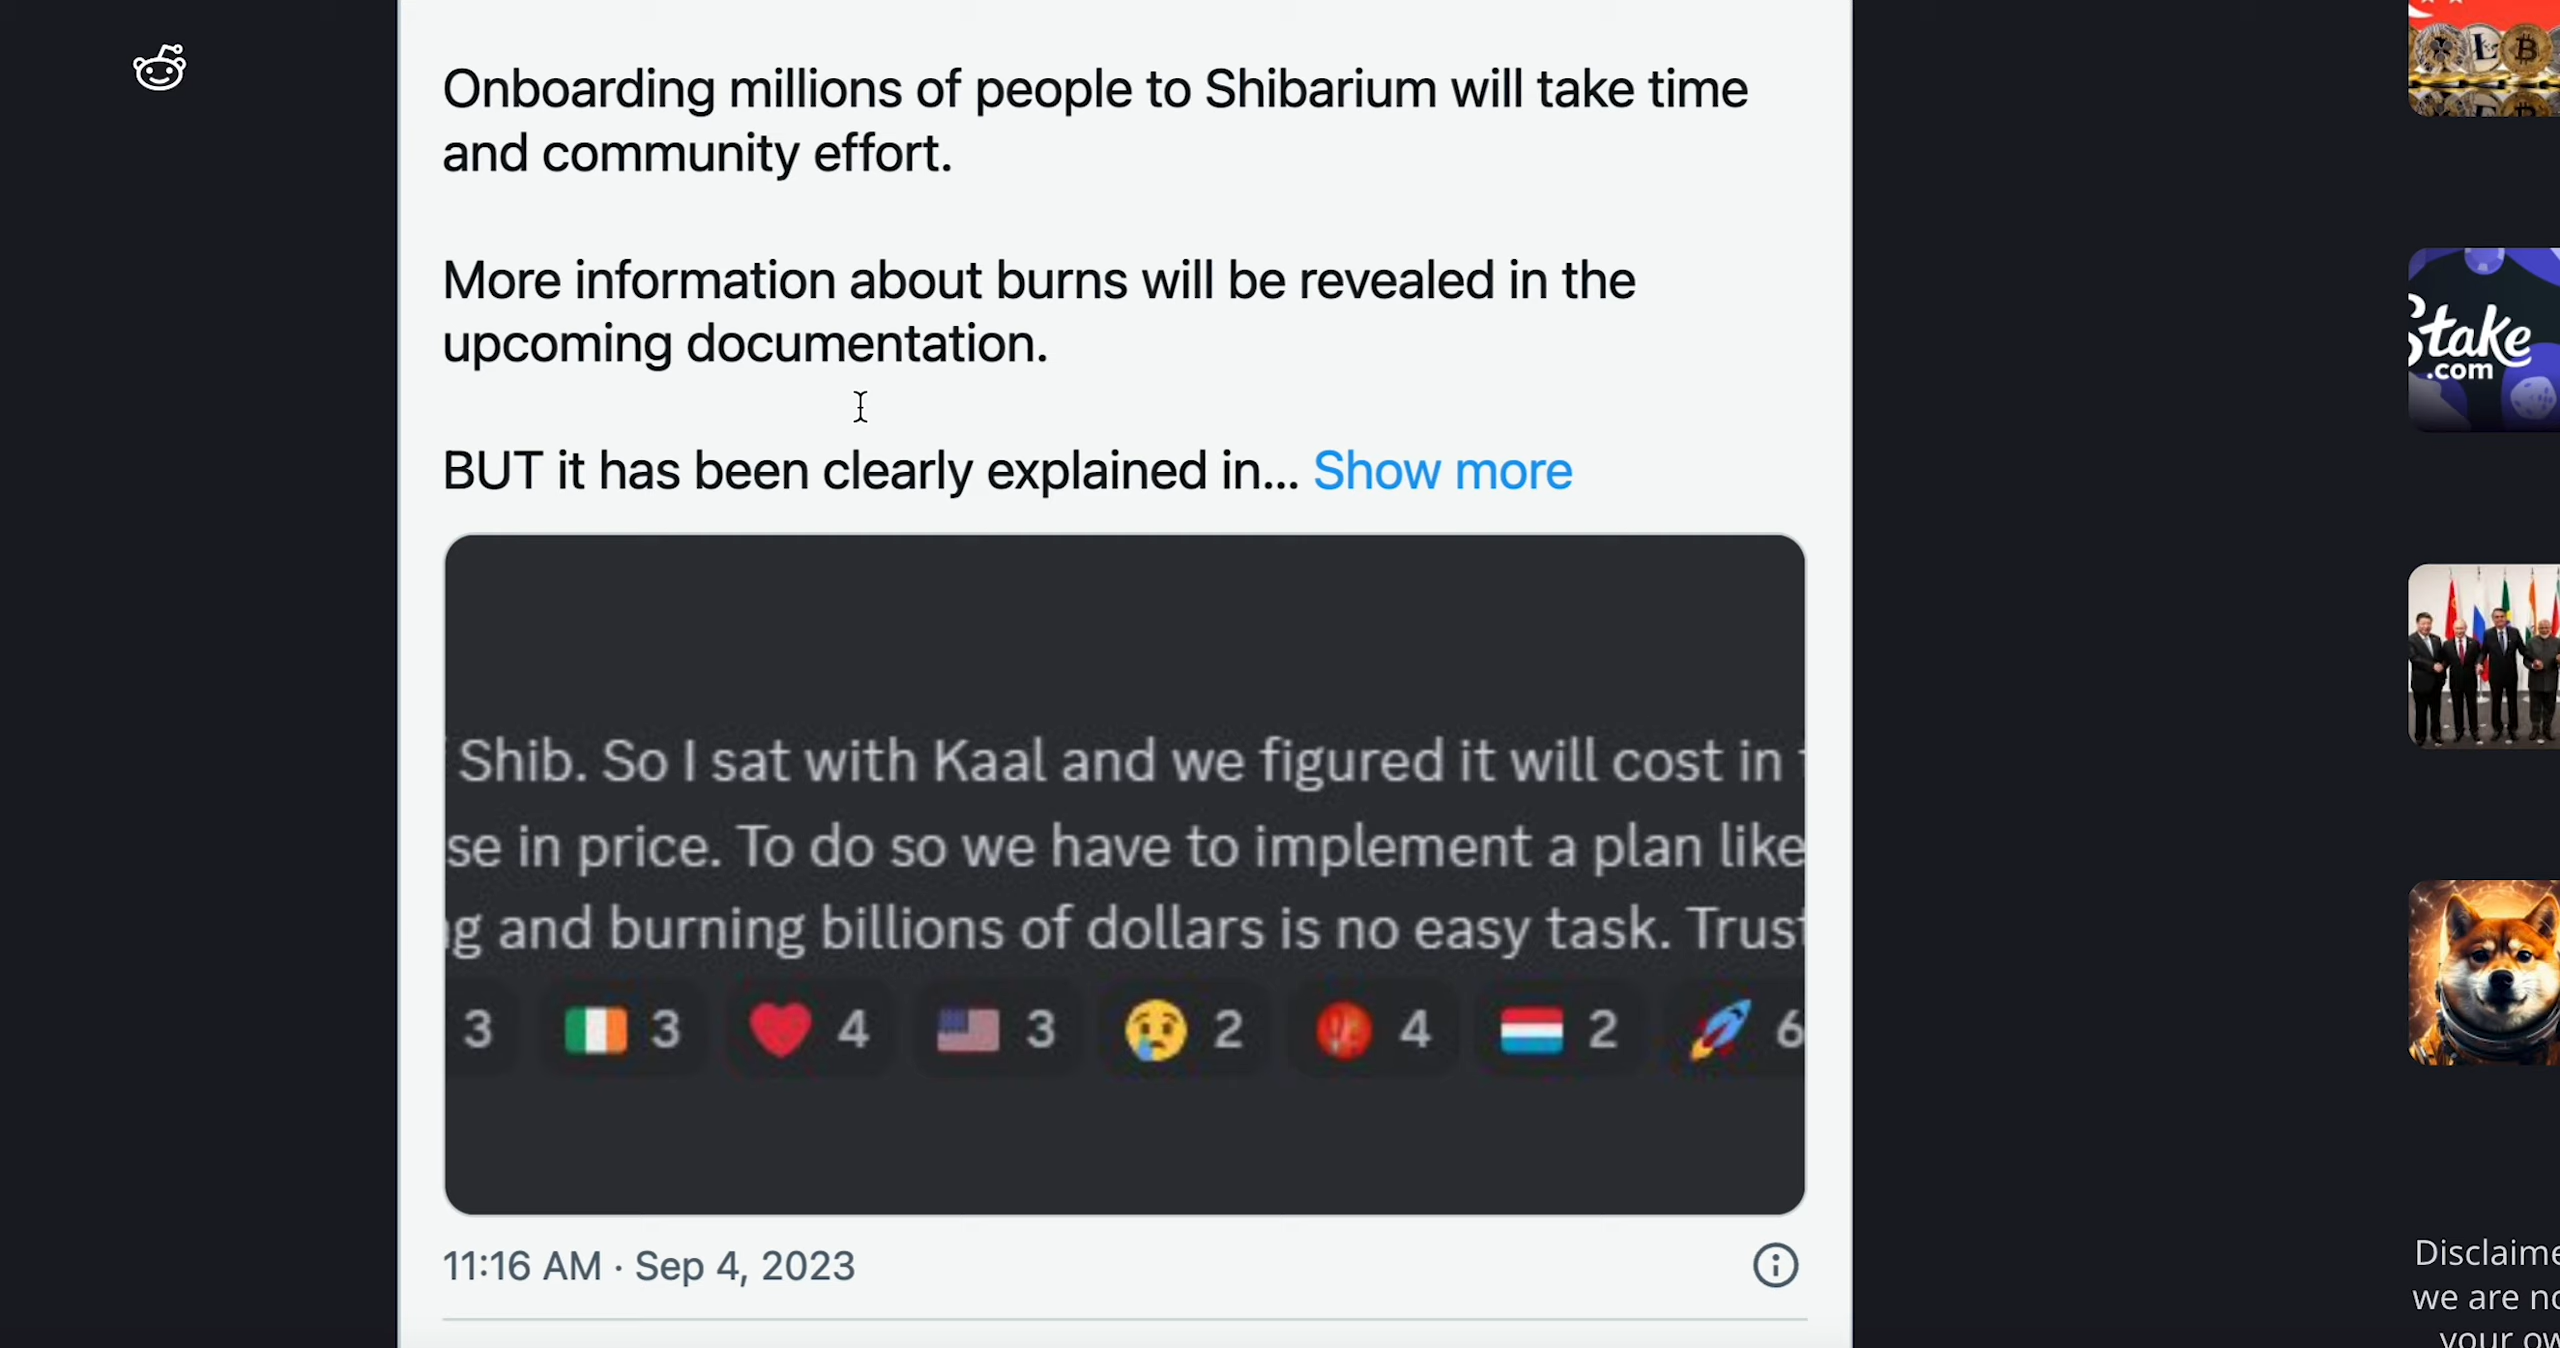 Onboarding millions of people to Shibarium will take time
and community effort.
More information about burns will be revealed in the
upcoming documentation.
BUT it has been clearly explained in... Show more
Shib. So I sat with Kaal and we figured it will cost in
se in price. To do so we have to implement a plan like
g and burning billions of dollars is no easy task. Trust
3 3 4 3 2 4 2 6
11:16 AM · Sep 4, 2023
Stake
.com
Disclaime
we are no
your ow